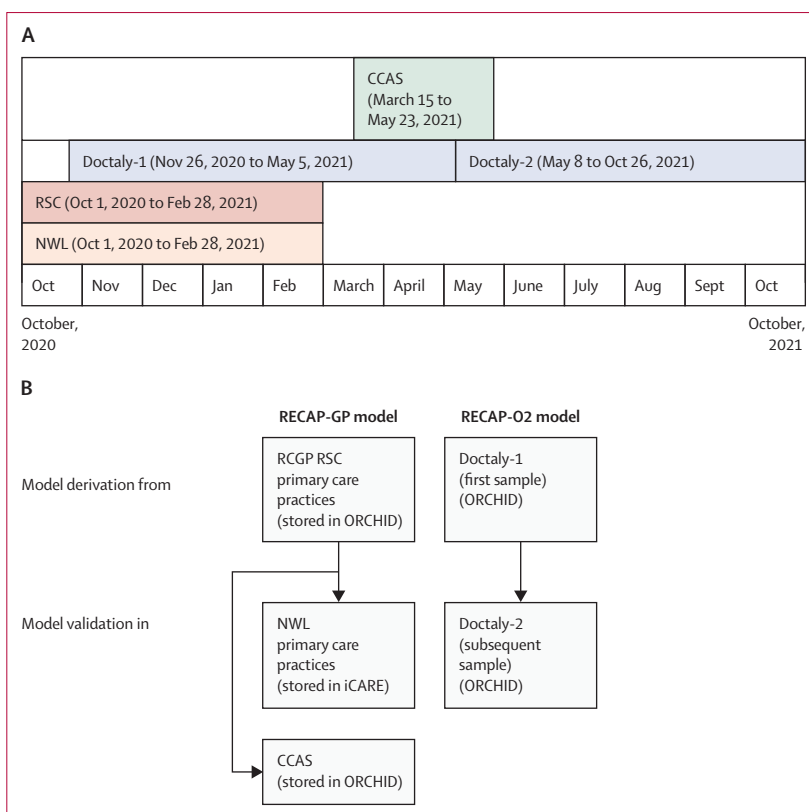 A
CCAS
(March 15 to
May 23, 2021)
Doctaly-1 (Nov 26, 2020 to May 5, 2021)
Doctaly-2 (May 8 to Oct 26, 2021)
RSC (Oct 1, 2020 to Feb 28, 2021)
NWL (Oct 1, 2020 to Feb 28, 2021)
Oct Nov Dec Jan Feb March April May June July Aug Sept Oct
October,
2020
October,
2021
B
RECAP-GP model
RECAP-O2 model
Model derivation from
RCGP RSC
primary care
practices
(stored in ORCHID)
Doctaly-1
(first sample)
(ORCHID)
Model validation in
NWL
primary care
practices
(stored in iCARE)
Doctaly-2
(subsequent
sample)
(ORCHID)
CCAS
(stored in ORCHID)